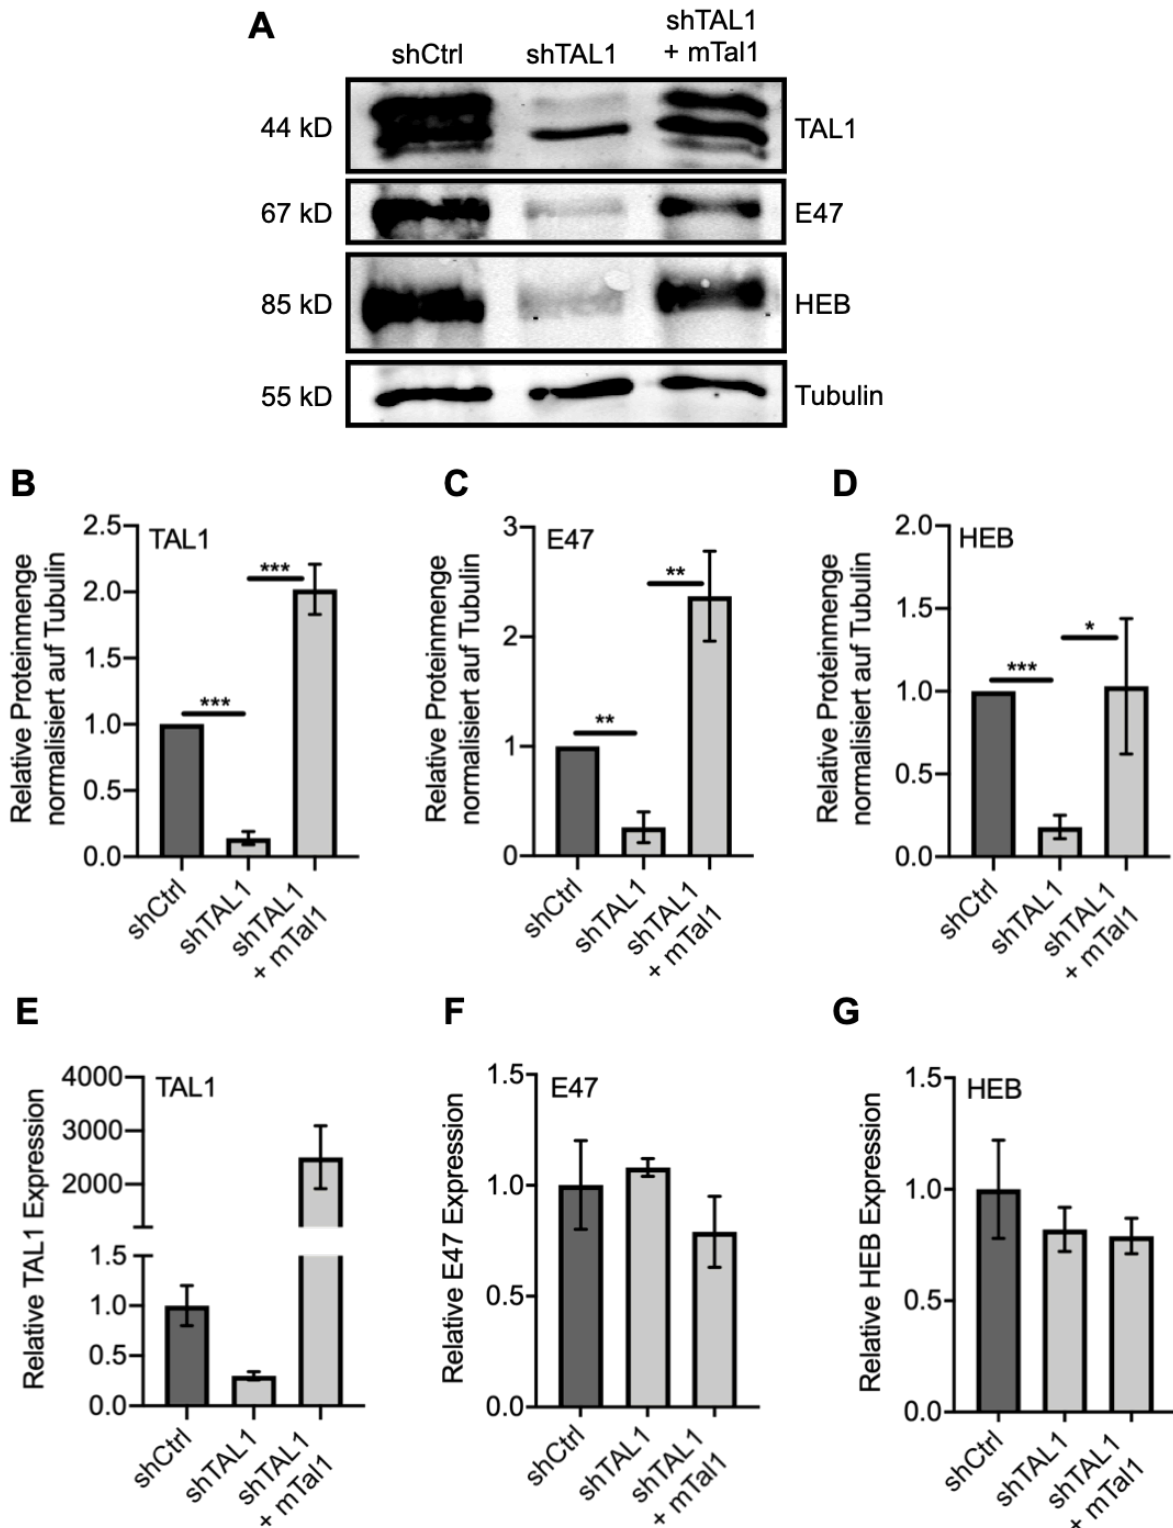 A
shCtrl
shTAL1
shTAL1
+ mTal1
44 kD
TAL1
67 kD
E47
85 kD
HEB
55 kD
Tubulin
B
Relative Proteinmenge
normalisiert auf Tubulin
TAL1
2.5
2.0
1.5
1.0
0.5
0.0
***
***
shCtrl
shTAL1
shTAL1
+ mTal1
C
Relative Proteinmenge
normalisiert auf Tubulin
E47
3
2
1
0
**
**
shCtrl
shTAL1
shTAL1
+ mTal1
D
Relative Proteinmenge
normalisiert auf Tubulin
HEB
2.0
1.5
1.0
0.5
0.0
***
*
shCtrl
shTAL1
shTAL1
+ mTal1
E
Relative TAL1 Expression
TAL1
4000
3000
2000
1.5
1.0
0.5
0.0
shCtrl
shTAL1
shTAL1
+ mTal1
F
Relative E47 Expression
E47
1.5
1.0
0.5
0.0
shCtrl
shTAL1
shTAL1
+ mTal1
G
Relative HEB Expression
HEB
1.5
1.0
0.5
0.0
shCtrl
shTAL1
shTAL1
+ mTal1